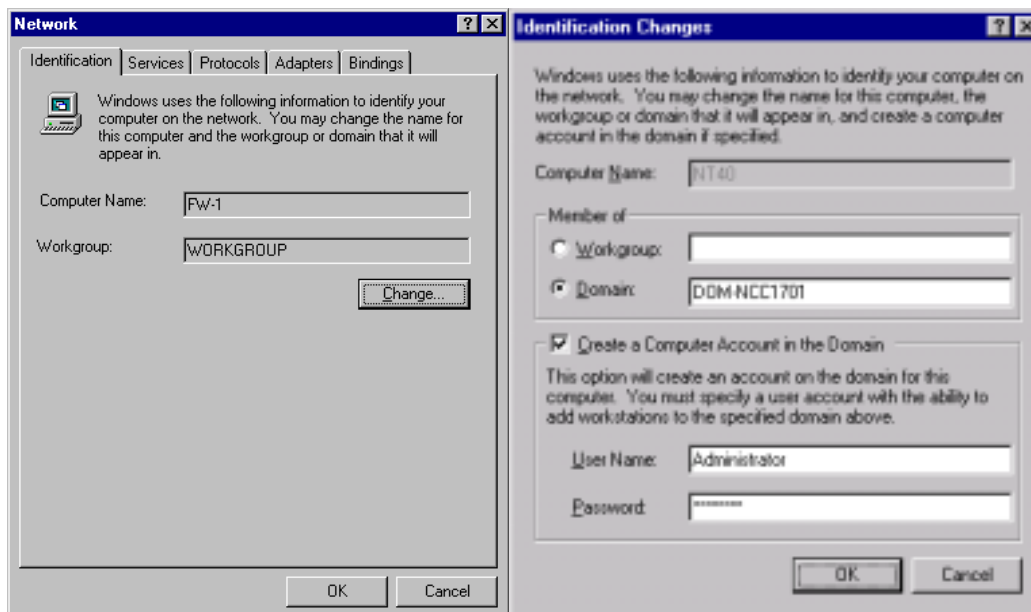 Network
Identification Services Protocols Adapters Bindings
Windows uses the following information to identify your
computer on the network. You may change the name for
this computer and the workgroup or domain that it will
appear in.
Computer Name: FW-1
Workgroup: WORKGROUP
Change...
OK Cancel
Identification Changes
Windows uses the following information to identify your computer on
the network. You may change the name for this computer, the
workgroup or domain that it will appear in, and create a computer
account in the domain if specified.
Computer Name: NT40
Member of
Workgroup:
Domain: DOM-NCC1701
Create a Computer Account in the Domain
This option will create an account on the domain for this
computer. You must specify a user account with the ability to
add workstations to the specified domain above.
User Name: Administrator
Password:
OK Cancel